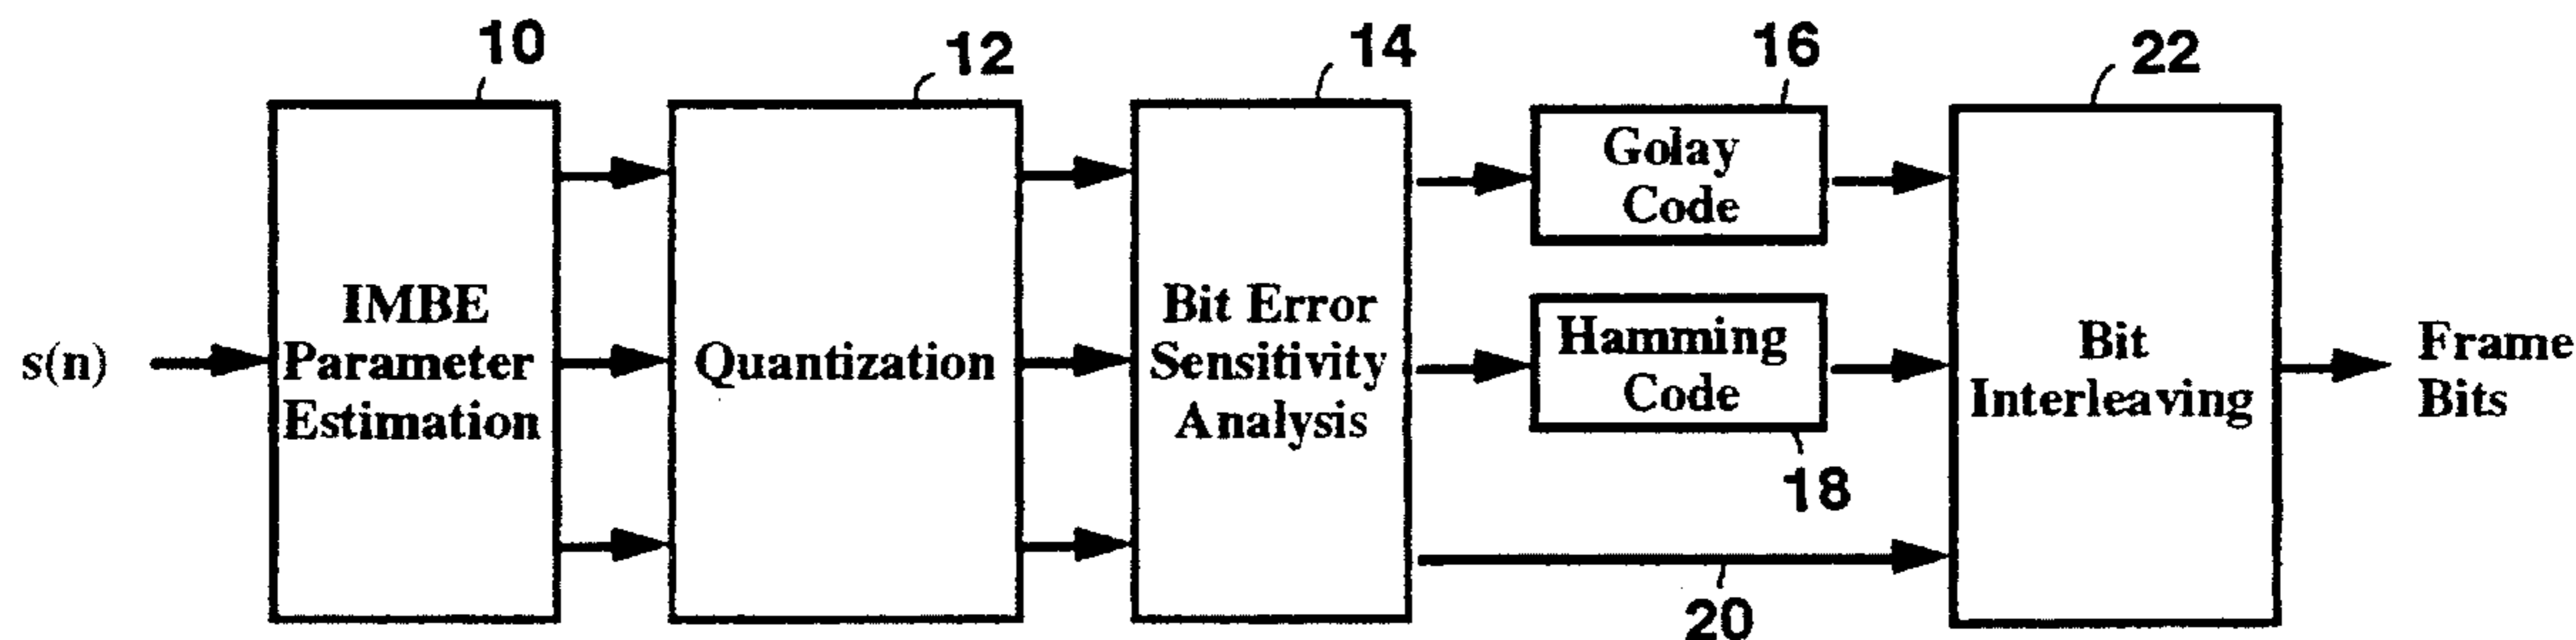 10
12
14
16
22
s(n)
IMBE
Parameter
Estimation
Quantization
Bit Error
Sensitivity
Analysis
Golay
Code
Hamming
Code
18
20
Bit
Interleaving
Frame
Bits